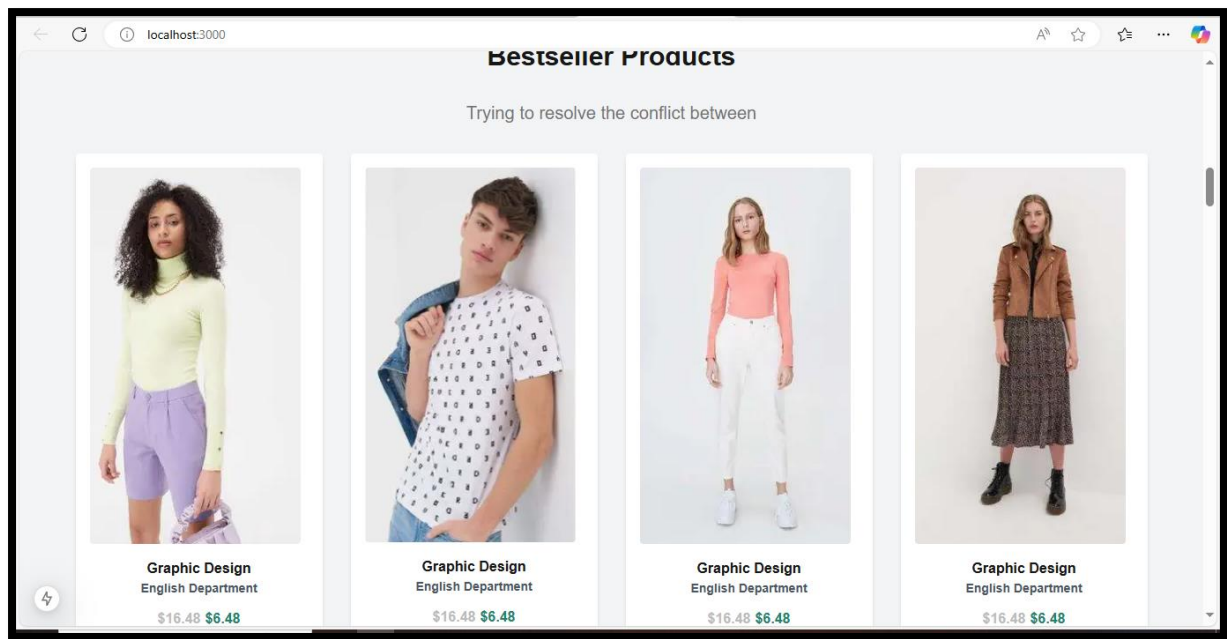 localhost:3000
Bestseller Products
Trying to resolve the conflict between
Graphic Design
English Department
$16.48 $6.48
Graphic Design
English Department
$16.48 $6.48
Graphic Design
English Department
$16.48 $6.48
Graphic Design
English Department
$16.48 $6.48